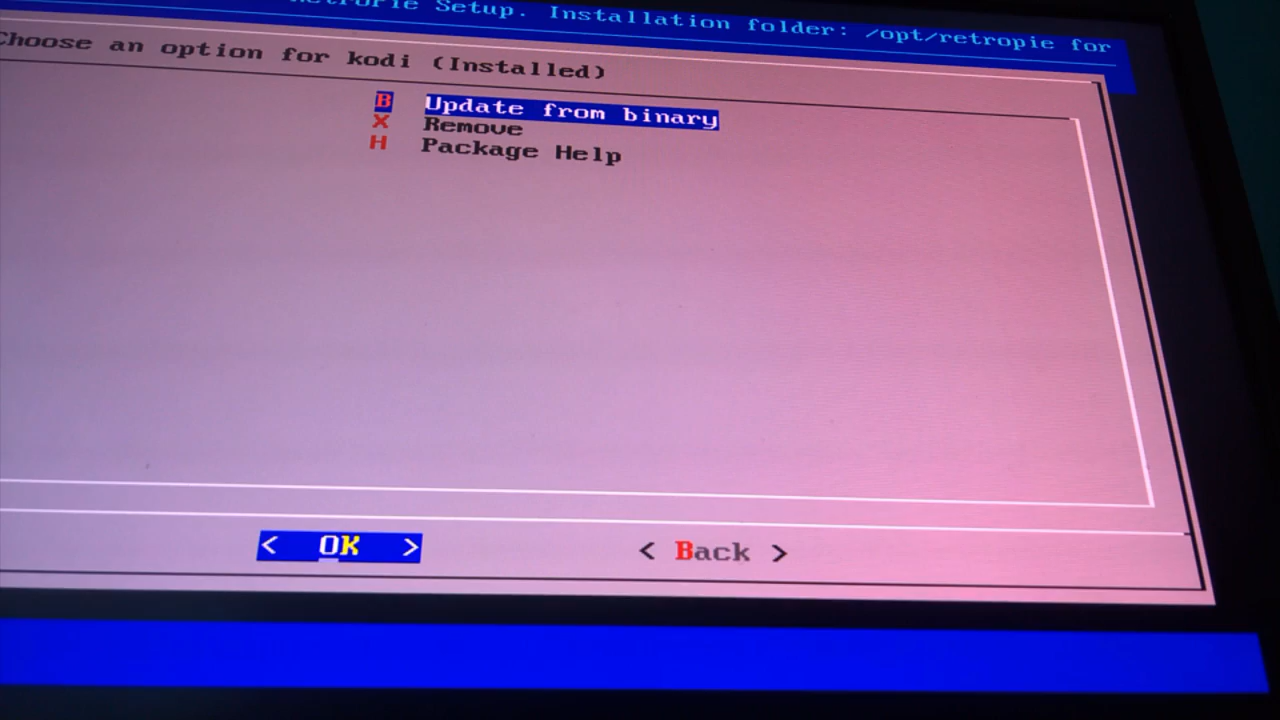 Setup. Installation folder: /opt/retropie for
Choose an option for kodi (Installed)
B Update from binary
X Remove
H Package Help
< OK > < Back >